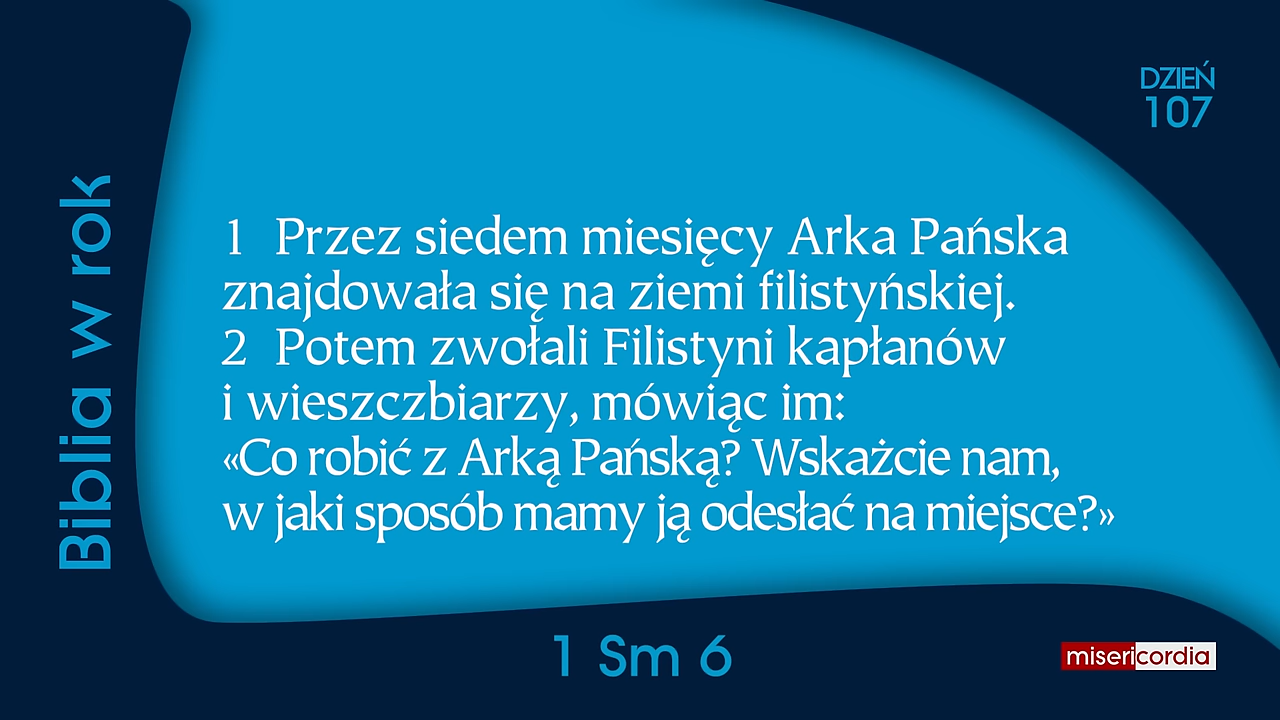 Biblia w rok
DZIEŃ
107
1 Przez siedem miesięcy Arka Pańska
znajdowała się na ziemi filistyńskiej.
2 Potem zwołali Filistyni kapłanów
i wieszczbiarzy, mówiąc im:
«Co robić z Arką Pańską? Wskażcie nam,
w jaki sposób mamy ją odesłać na miejsce?»
1 Sm 6
misericordia